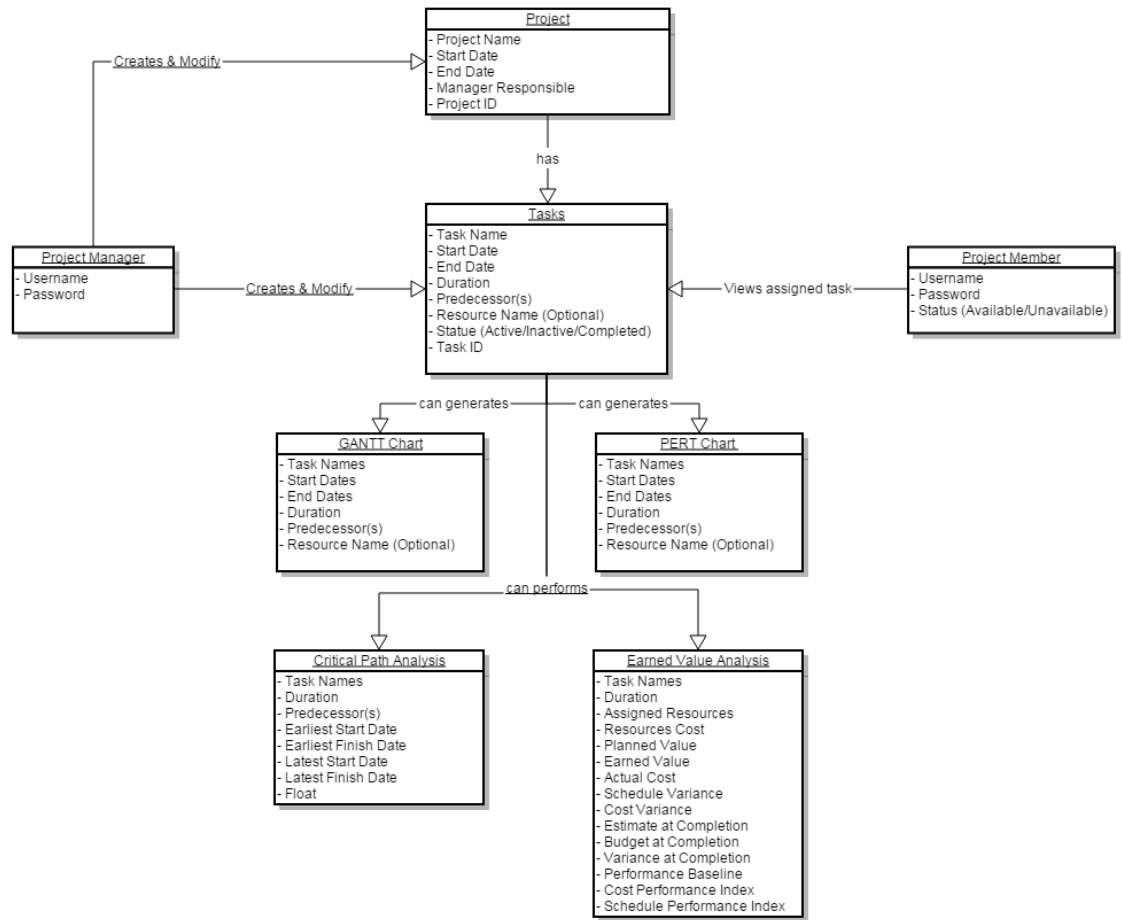 Project
- Project Name
- Start Date
- End Date
- Manager Responsible
- Project ID
Creates & Modify
has
Tasks
- Task Name
- Start Date
- End Date
- Duration
- Predecessor(s)
- Resource Name (Optional)
- Statue (Active/Inactive/Completed)
- Task ID
Project Manager
- Username
- Password
Creates & Modify
Views assigned task
Project Member
- Username
- Password
- Status (Available/Unavailable)
can generates
can generates
GANTT Chart
- Task Names
- Start Dates
- End Dates
- Duration
- Predecessor(s)
- Resource Name (Optional)
PERT Chart
- Task Names
- Start Dates
- End Dates
- Duration
- Predecessor(s)
- Resource Name (Optional)
can performs
Critical Path Analysis
- Task Names
- Duration
- Predecessor(s)
- Earliest Start Date
- Earliest Finish Date
- Latest Start Date
- Latest Finish Date
- Float
Earned Value Analysis
- Task Names
- Duration
- Assigned Resources
- Resources Cost
- Planned Value
- Earned Value
- Actual Cost
- Schedule Variance
- Cost Variance
- Estimate at Completion
- Budget at Completion
- Variance at Completion
- Performance Baseline
- Cost Performance Index
- Schedule Performance Index